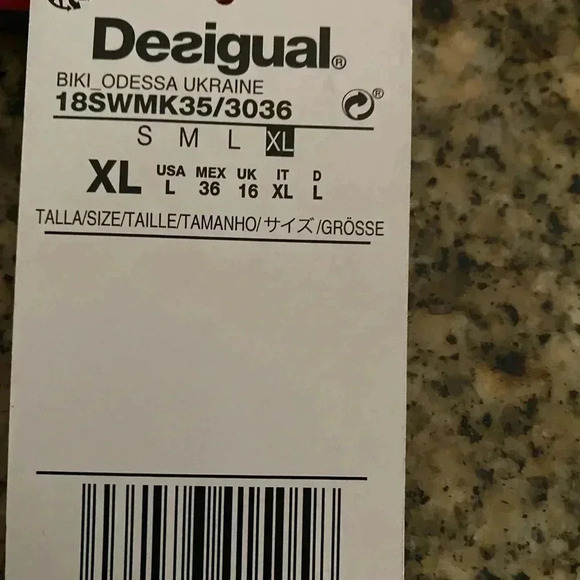 Desigual®
BIKI_ODESSA UKRAINE
18SWMK35/3036
®
S M L XL
XL USA L MEX 36 UK 16 IT XL D L
TALLA/SIZE/TAILLE/TAMANHO/サイズ/GRÖSSE